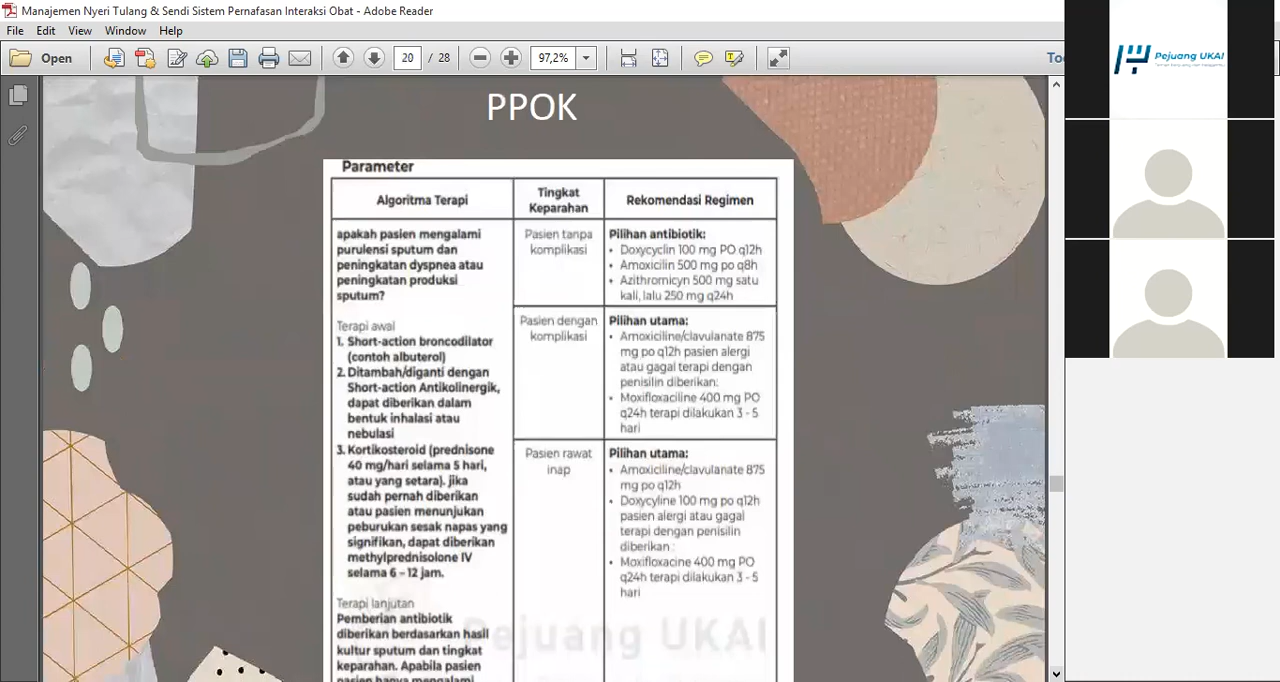 Manajemen Nyeri Tulang & Sendi Sistem Pernafasan Interaksi Obat - Adobe Reader
File Edit View Window Help
Open 20 / 28 97,2%
Pejuang UKAI
PPOK
Parameter
Algoritma Terapi
Tingkat
Keparahan
Rekomendasi Regimen
apakah pasien mengalami
purulensi sputum dan
peningkatan dyspnea atau
peningkatan produksi
sputum?
Terapi awal
1. Short-action broncodilator
(contoh albuterol)
2. Ditambah/diganti dengan
Short-action Antikolinergik,
dapat diberikan dalam
bentuk inhalasi atau
nebulasi
3. Kortikosteroid (prednisone
40 mg/hari selama 5 hari,
atau yang setara). jika
sudah pernah diberikan
atau pasien menunjukan
peburukan sesak napas yang
signifikan, dapat diberikan
methylprednisolone IV
selama 6 – 12 jam.
Terapi lanjutan
Pemberian antibiotik
diberikan berdasarkan hasil
kultur sputum dan tingkat
keparahan. Apabila pasien
pasien hanya mengalami
Pasien tanpa
komplikasi
Pilihan antibiotik:
• Doxycyclin 100 mg PO q12h
• Amoxicilin 500 mg po q8h
• Azithromicyn 500 mg satu
kali, lalu 250 mg q24h
Pasien dengan
komplikasi
Pilihan utama:
• Amoxiciline/clavulanate 875
mg po q12h pasien alergi
atau gagal terapi dengan
penisilin diberikan:
• Moxifloxaciline 400 mg PO
q24h terapi dilakukan 3 - 5
hari
Pasien rawat
inap
Pilihan utama:
• Amoxiciline/clavulanate 875
mg po q12h
• Doxycyline 100 mg po q12h
pasien alergi atau gagal
terapi dengan penisilin
diberikan :
• Moxifloxacine 400 mg PO
q24h terapi dilakukan 3 - 5
hari
Pejuang UKAI